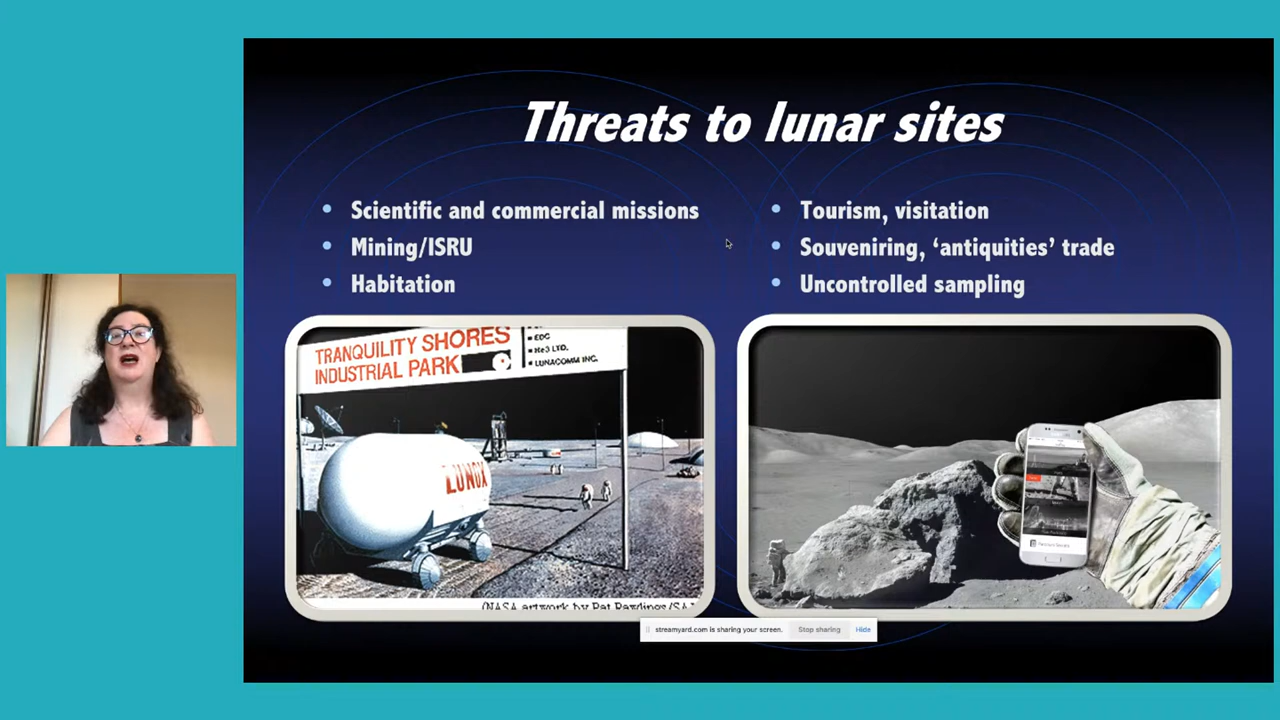 Threats to lunar sites
Scientific and commercial missions
Mining/ISRU
Habitation
Tourism, visitation
Souveniring, ‘antiquities’ trade
Uncontrolled sampling
TRANQUILITY SHORES
INDUSTRIAL PARK
EDC
He3 LTD.
LUNACOMM INC.
LUNOX
(NASA artwork by Pat Rawlings/SA
streamyard.com is sharing your screen.
Stop sharing
Hide